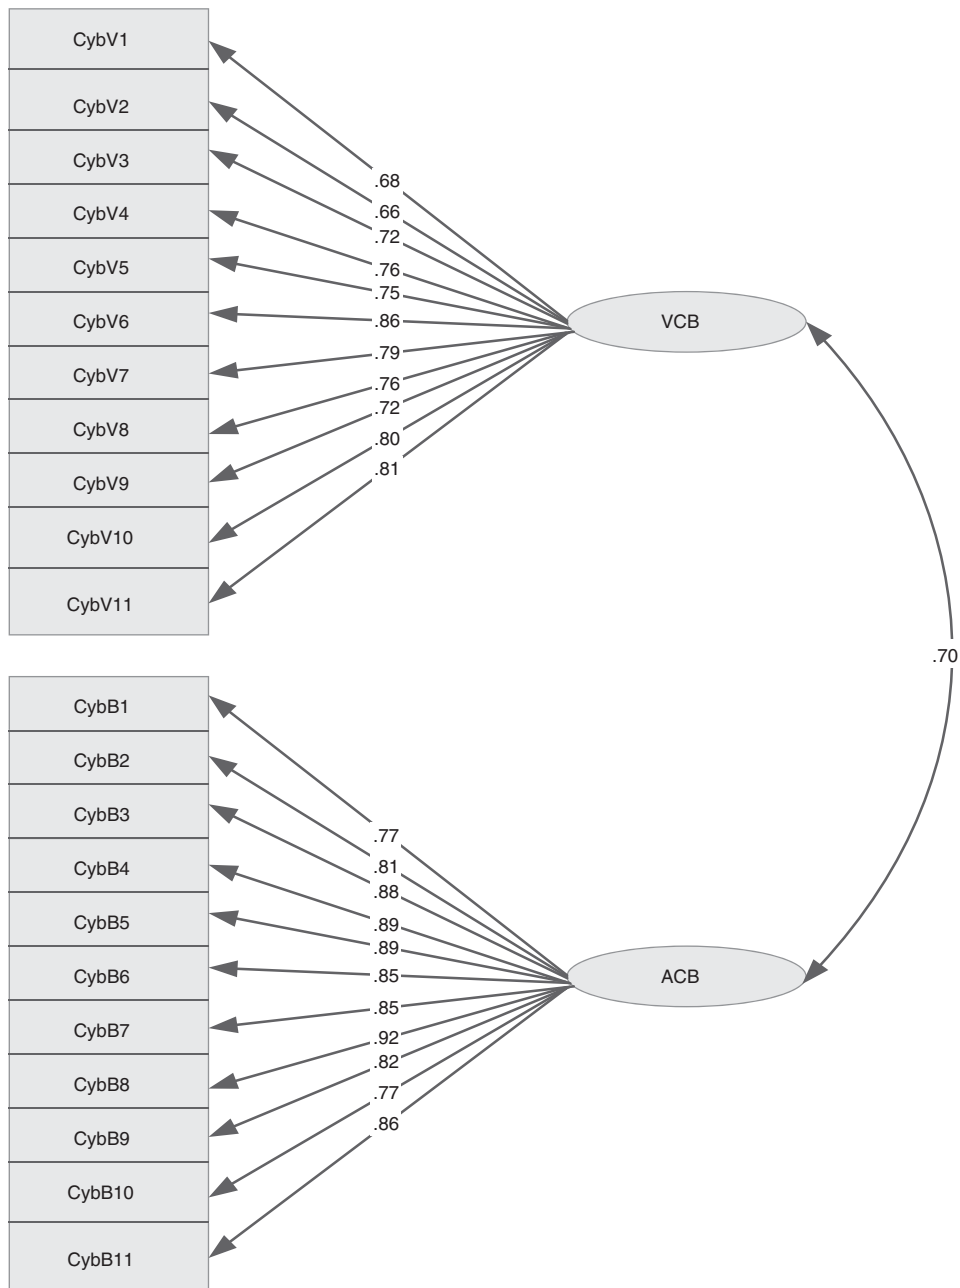 CybV1
CybV2
CybV3
CybV4
CybV5
CybV6
CybV7
CybV8
CybV9
CybV10
CybV11
.68
.66
.72
.76
.75
.86
.79
.76
.72
.80
.81
VCB
.70
CybB1
CybB2
CybB3
CybB4
CybB5
CybB6
CybB7
CybB8
CybB9
CybB10
CybB11
.77
.81
.88
.89
.89
.85
.85
.92
.82
.77
.86
ACB